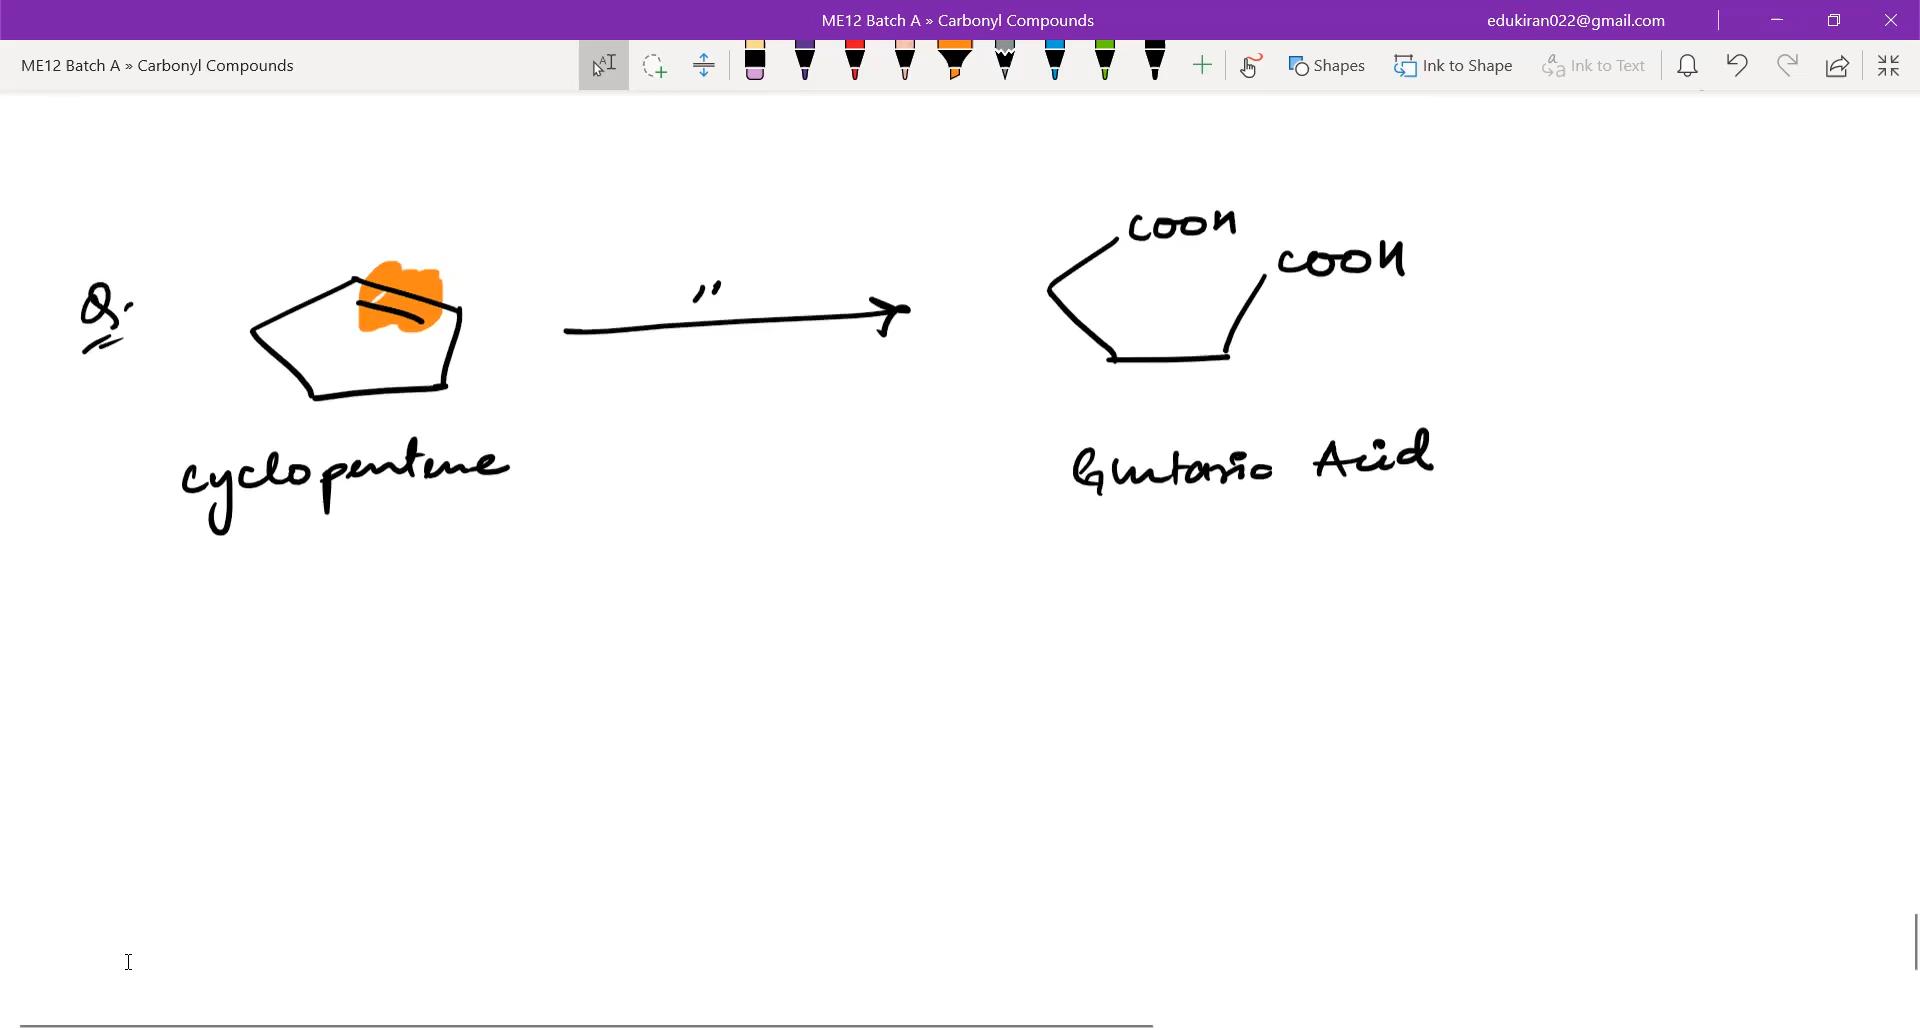 ME12 Batch A » Carbonyl Compounds
edukiran022@gmail.com
ME12 Batch A » Carbonyl Compounds
Shapes
Ink to Shape
Ink to Text
Q.
COOH
COOH
cyclopentene
Glutaric Acid